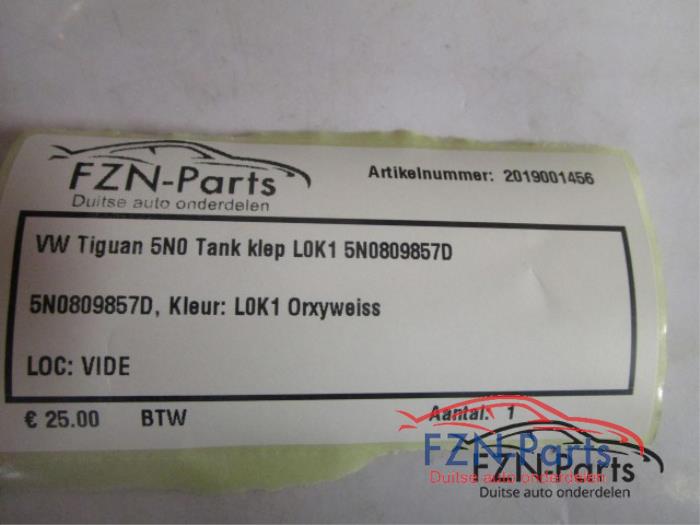 FZN-Parts
Duitse auto onderdelen
Artikelnummer: 2019001456
VW Tiguan 5N0 Tank klep L0K1 5N0809857D
5N0809857D, Kleur: L0K1 Orxyweiss
LOC: VIDE
€ 25.00 BTW
Aantal: 1
FZN-Parts
Duitse auto onderdelen
FZN-Parts
Duitse auto onderdelen